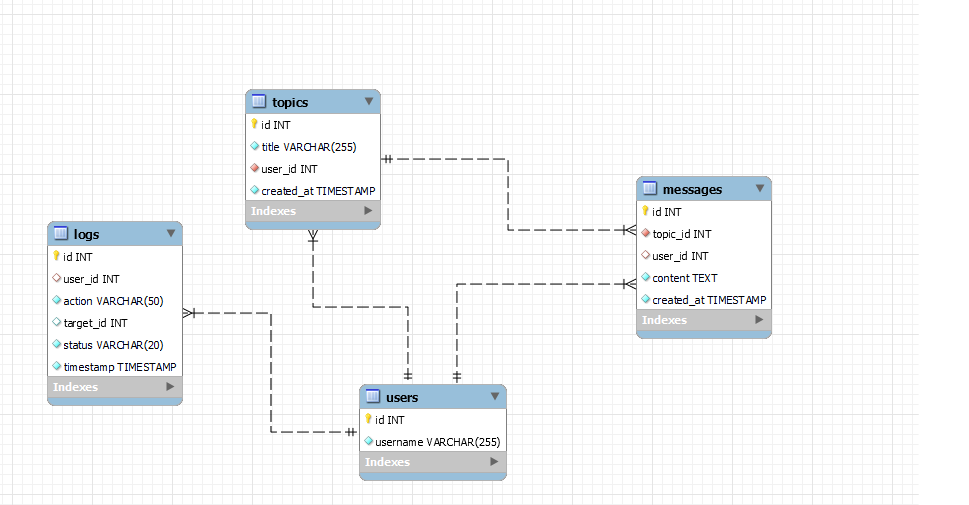 topics
id INT
title VARCHAR(255)
user_id INT
created_at TIMESTAMP
Indexes
messages
id INT
topic_id INT
user_id INT
content TEXT
created_at TIMESTAMP
Indexes
logs
id INT
user_id INT
action VARCHAR(50)
target_id INT
status VARCHAR(20)
timestamp TIMESTAMP
Indexes
users
id INT
username VARCHAR(255)
Indexes